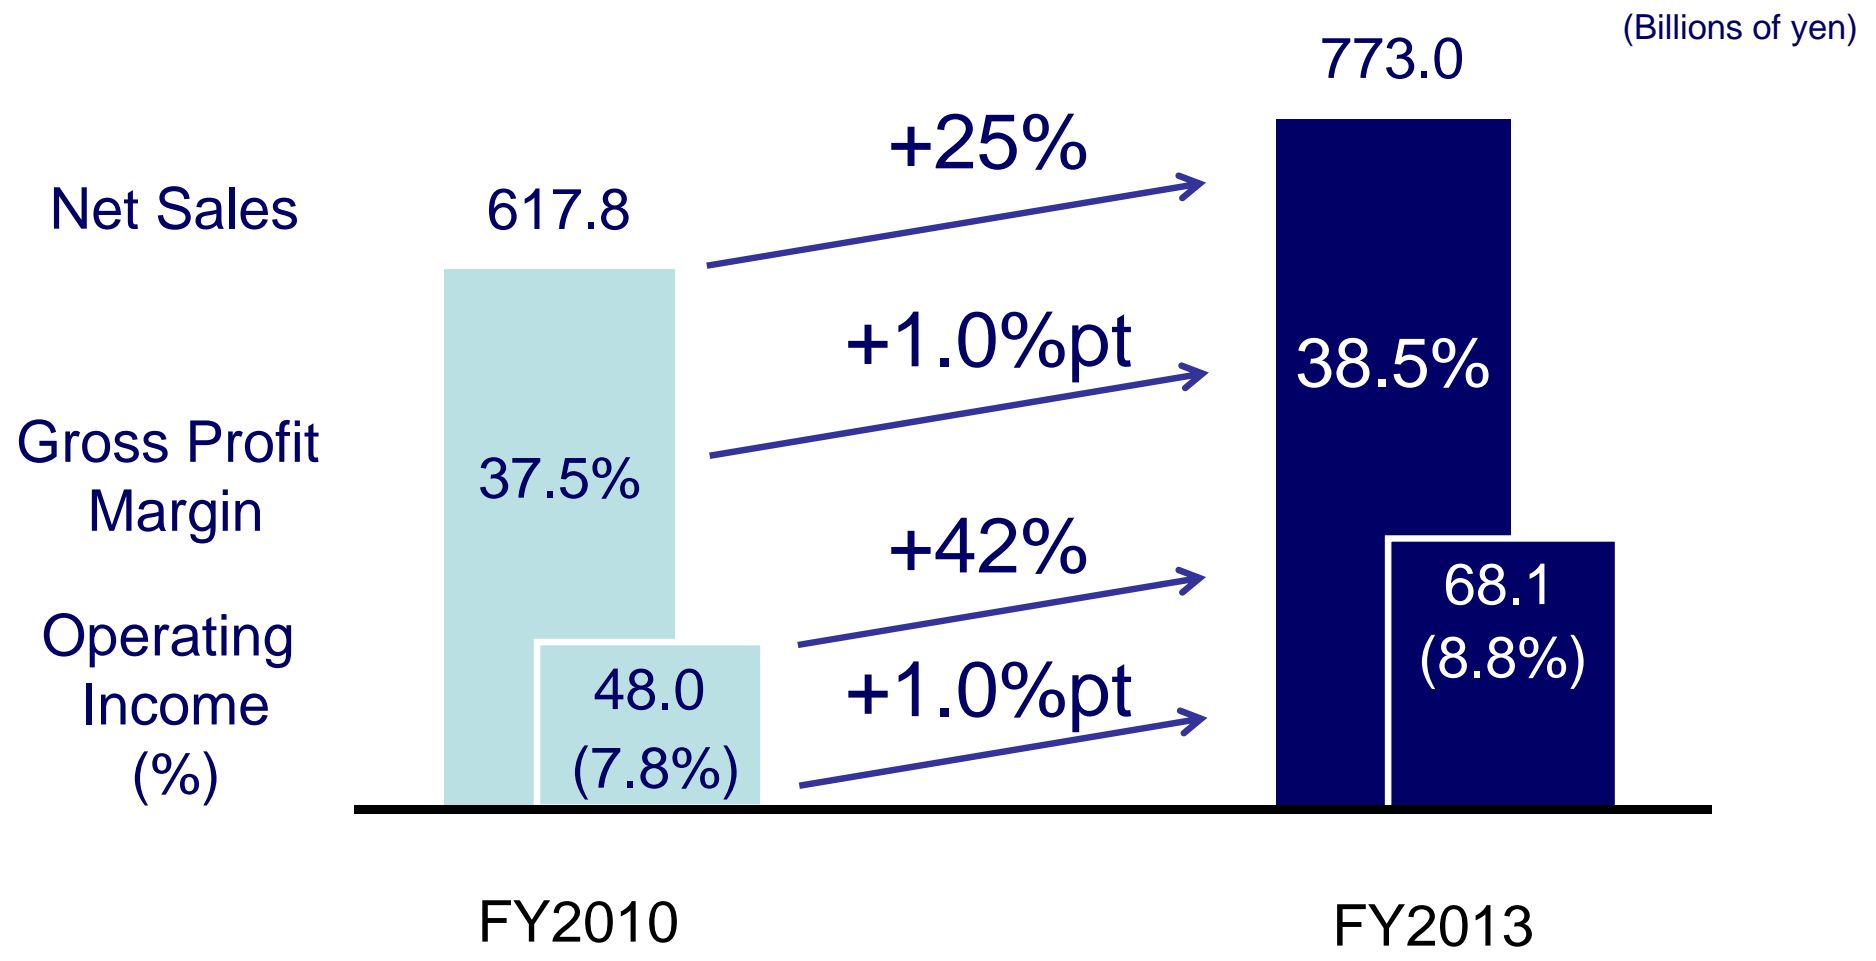 (Billions of yen)
773.0
+25%
Net Sales
617.8
+1.0%pt
38.5%
Gross Profit
Margin
37.5%
+42%
68.1
(8.8%)
Operating
Income
(%)
48.0
(7.8%)
+1.0%pt
FY2010
FY2013